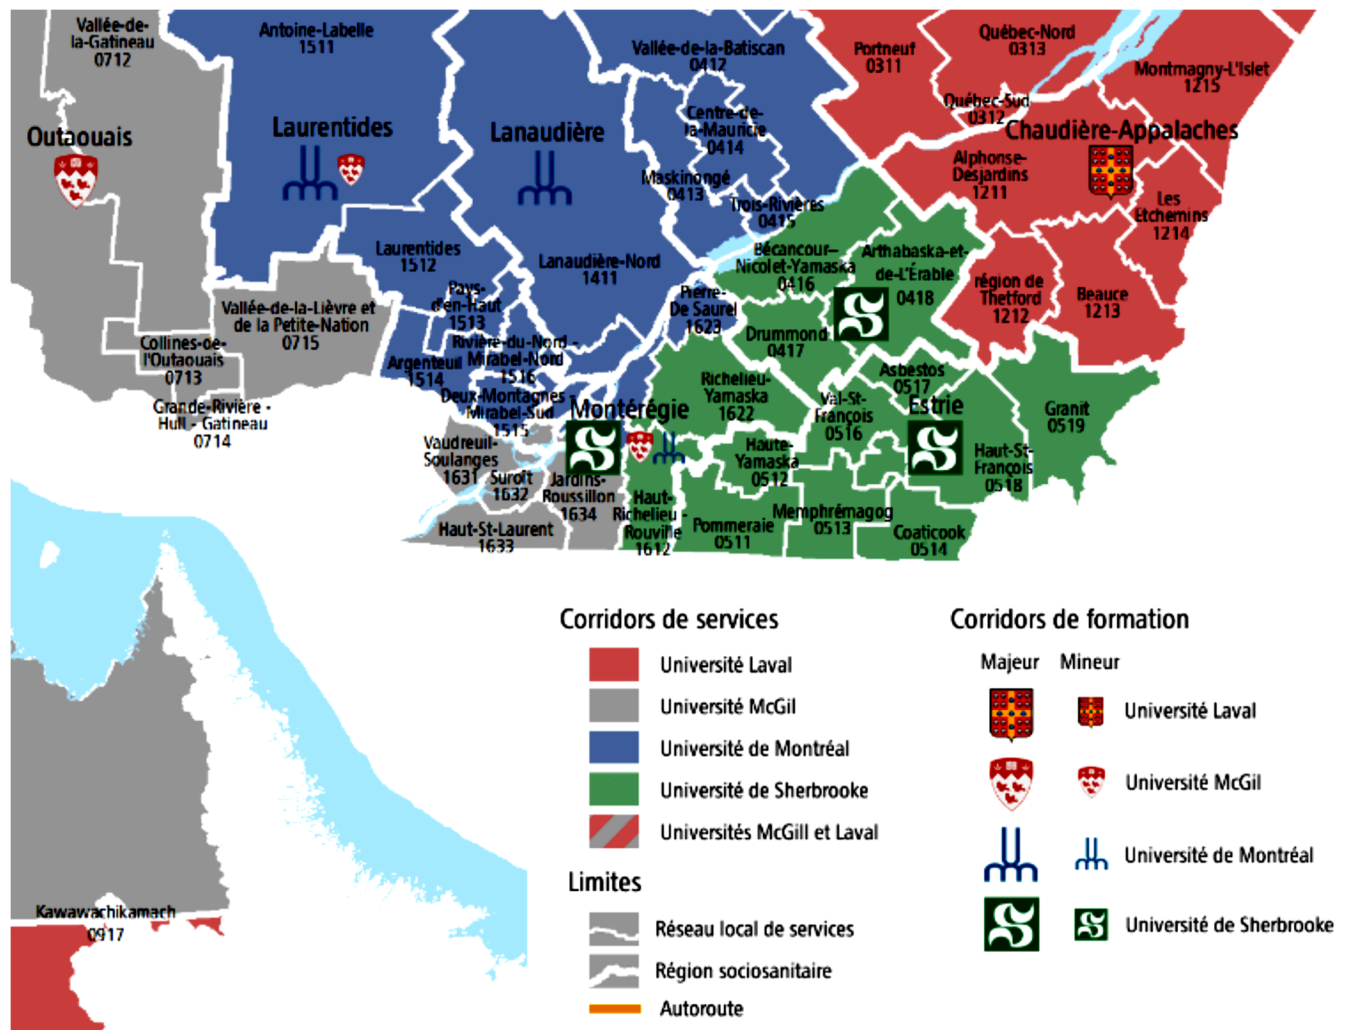 Vallée-de-
la-Gatineau
0712
Antoine-Labelle
1511
Vallée-de-la-Batiscan
0412
Portneuf
0311
Québec-Nord
0313
Montmagny-L'Islet
1215
Québec-Sud
0312
Outaouais
Laurentides
Lanaudière
Centre-de-
la-Mauricie
0414
Chaudière-Appalaches
Alphonse-
Desjardins
1211
Maskinongé
0413
Trois-Rivières
0415
Les
Etchemins
1214
Laurentides
1512
Lanaudière-Nord
1411
Bécancour–
Nicolet-Yamaska
0416
Arthabaska-et-
de-L'Érable
0418
région de
Thetford
1212
Beauce
1213
Pays-
d'en-Haut
1513
Pierre-
De Saurel
1623
Vallée-de-la-Lièvre et
de la Petite-Nation
0715
Drummond
0417
Collines-de-
l'Outaouais
0713
Argenteuil
1514
Rivière-du-Nord -
Mirabel-Nord
1516
Richelieu-
Yamaska
1622
Asbestos
0517
Grande-Rivière -
Hull - Gatineau
0714
Deux-Montagnes -
Mirabel-Sud
1515
Montérégie
Val-St-
François
0516
Estrie
Granit
0519
Vaudreuil-
Soulanges
1631
Suroît
1632
Jardins-
Roussillon
1634
Haute-
Yamaska
0512
Haut-St-
François
0518
Haut-St-Laurent
1633
Haut-
Richelieu -
Rouville
1612
Pommeraie
0511
Memphrémagog
0513
Coaticook
0514
Kawawachikamach
0917
Corridors de services
Université Laval
Université McGil
Université de Montréal
Université de Sherbrooke
Universités McGill et Laval
Limites
Réseau local de services
Région sociosanitaire
Autoroute
Corridors de formation
Majeur Mineur
Université Laval
Université McGil
Université de Montréal
Université de Sherbrooke